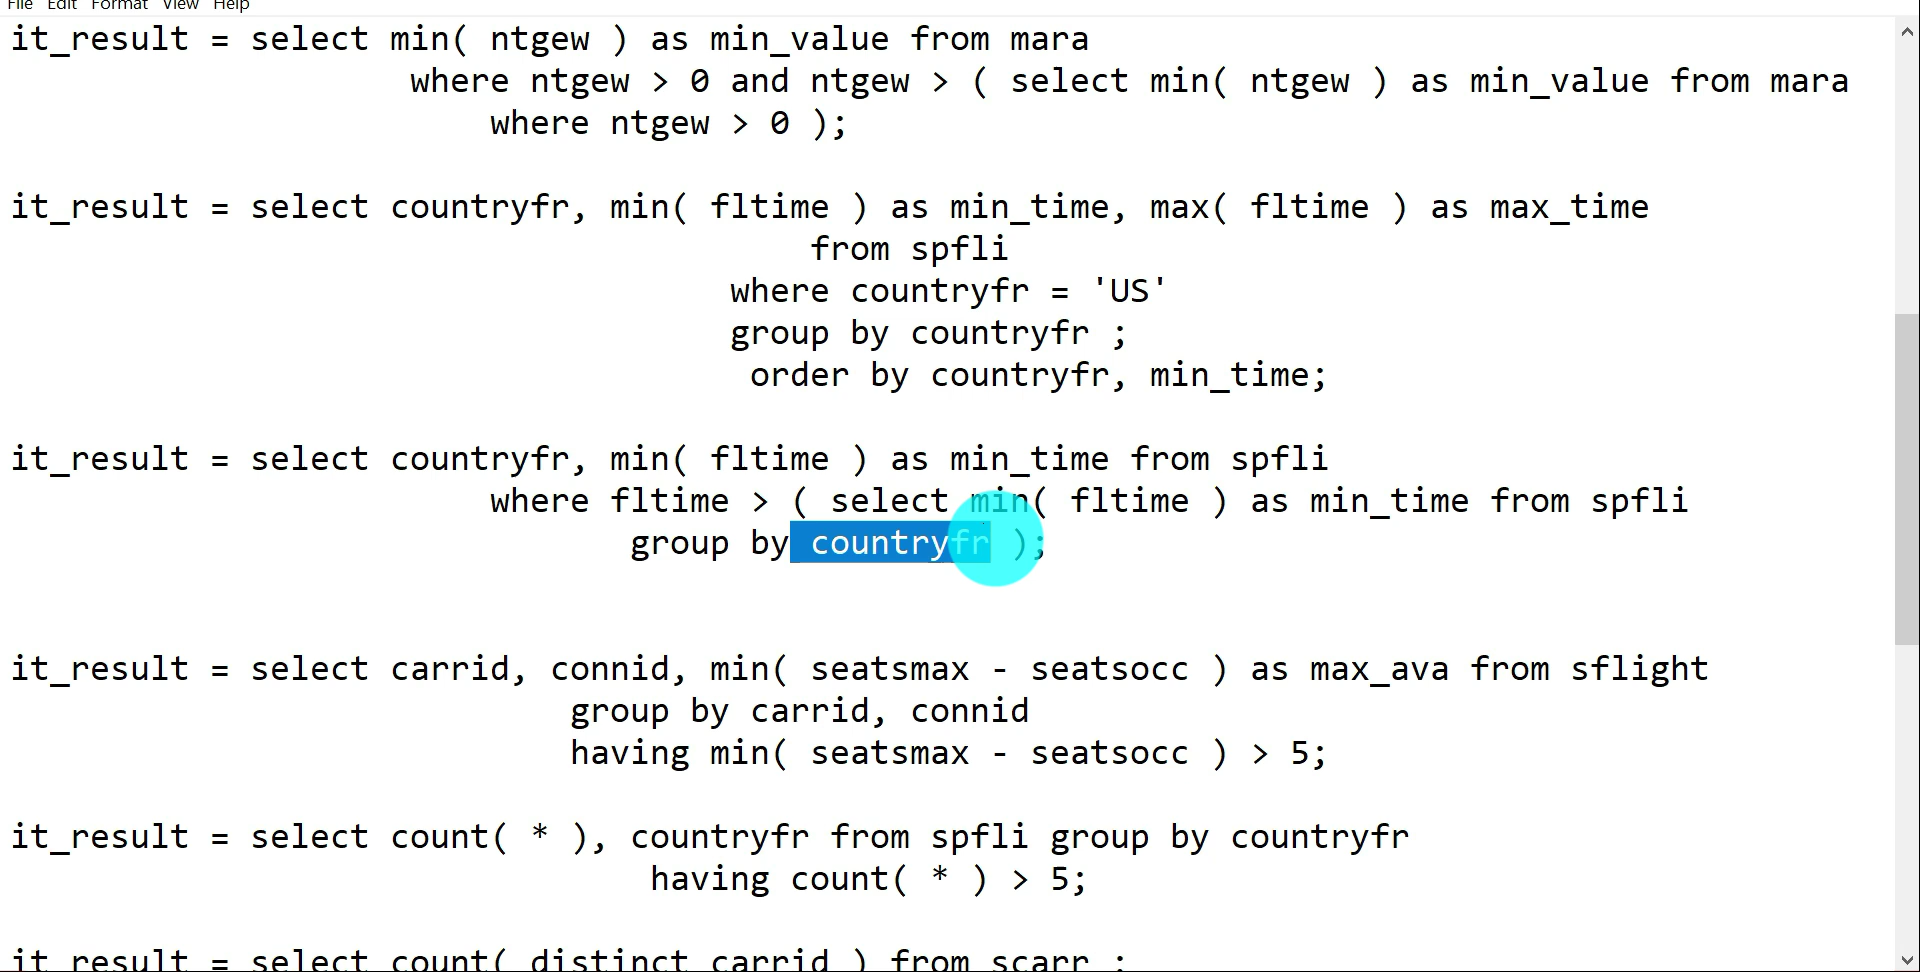 File Edit Format View Help
it_result = select min( ntgew ) as min_value from mara
where ntgew > 0 and ntgew > ( select min( ntgew ) as min_value from mara
where ntgew > 0 );
it_result = select countryfr, min( fltime ) as min_time, max( fltime ) as max_time
from spfli
where countryfr = 'US'
group by countryfr ;
order by countryfr, min_time;
it_result = select countryfr, min( fltime ) as min_time from spfli
where fltime > ( select min( fltime ) as min_time from spfli
group by countryfr );
it_result = select carrid, connid, min( seatsmax - seatsocc ) as max_ava from sflight
group by carrid, connid
having min( seatsmax - seatsocc ) > 5;
it_result = select count( * ), countryfr from spfli group by countryfr
having count( * ) > 5;
it_result = select count( distinct carrid ) from scarr ;